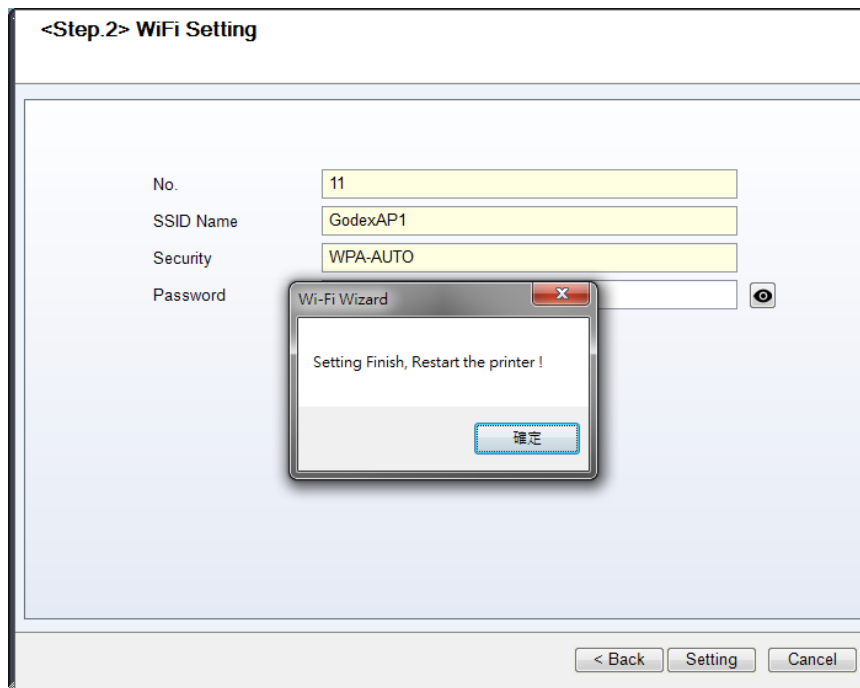 <Step.2> WiFi Setting
No. 11
SSID Name GodexAP1
Security WPA-AUTO
Password
Wi-Fi Wizard
Setting Finish, Restart the printer !
確定
< Back Setting Cancel